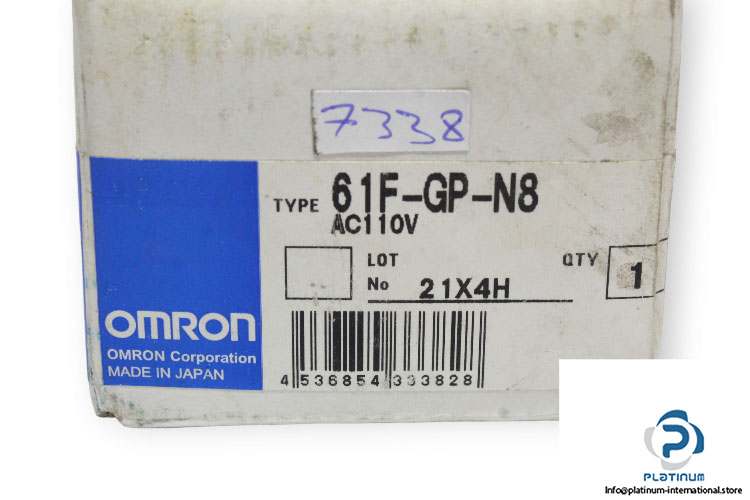 7338
TYPE 61F-GP-N8
AC110V
LOT
No 21X4H
QTY
1
OMRON
OMRON Corporation
MADE IN JAPAN
4 536854 333828
PLATINUM
Info@platinum-international.store